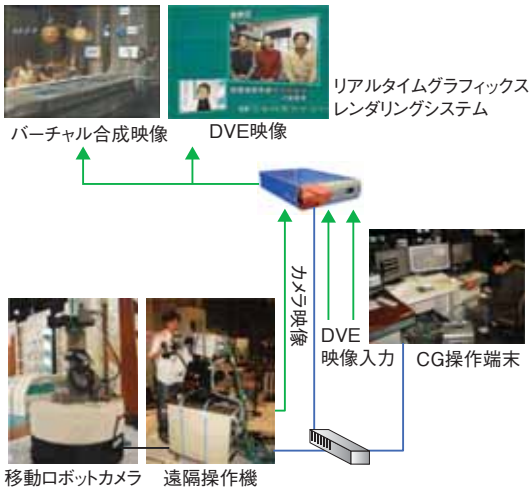 バーチャル合成映像
DVE映像
リアルタイムグラフィックス
レンダリングシステム
カメラ映像
DVE
映像入力
CG操作端末
移動ロボットカメラ
遠隔操作機